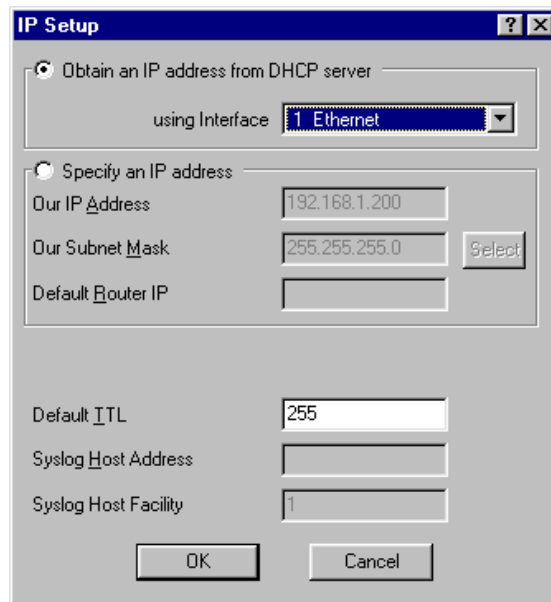 IP Setup
Obtain an IP address from DHCP server
using Interface 1 Ethernet
Specify an IP address
Our IP Address 192.168.1.200
Our Subnet Mask 255.255.255.0 Select
Default Router IP
Default TTL 255
Syslog Host Address
Syslog Host Facility 1
OK Cancel